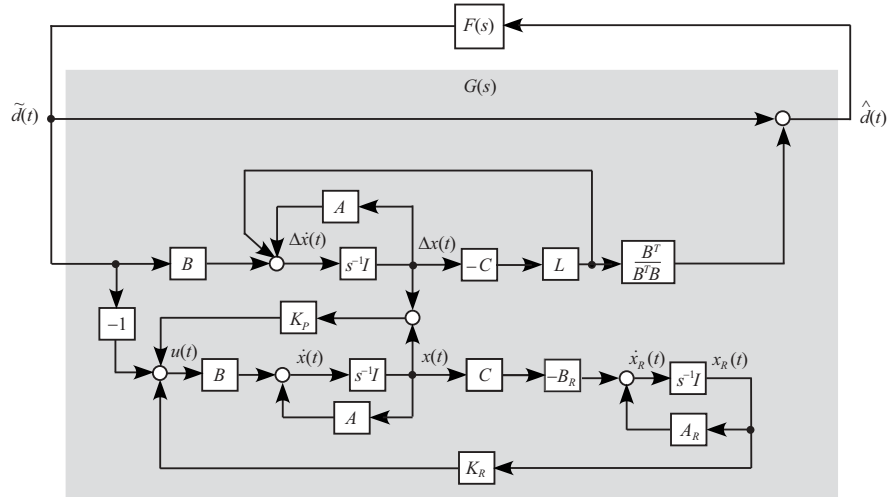 F(s)
G(s)
d̃(t)
d̂(t)
A
Δẋ(t)
Δx(t)
B
s⁻¹I
-C
L
Bᵀ
BᵀB
-1
K_P
u(t)
ẋ(t)
x(t)
ẋ_R(t)
x_R(t)
B
s⁻¹I
C
-B_R
s⁻¹I
A
A_R
K_R